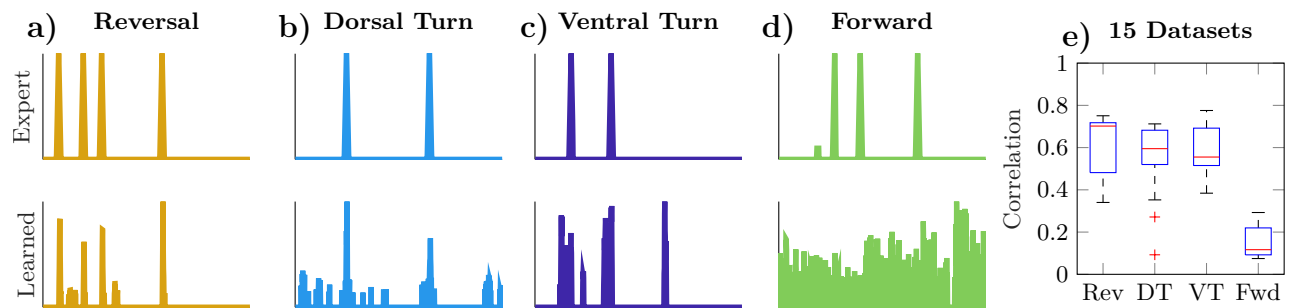 a) Reversal
b) Dorsal Turn
c) Ventral Turn
d) Forward
e) 15 Datasets
Expert
Learned
Correlation
1
0.8
0.6
0.4
0.2
0
Rev DT VT Fwd